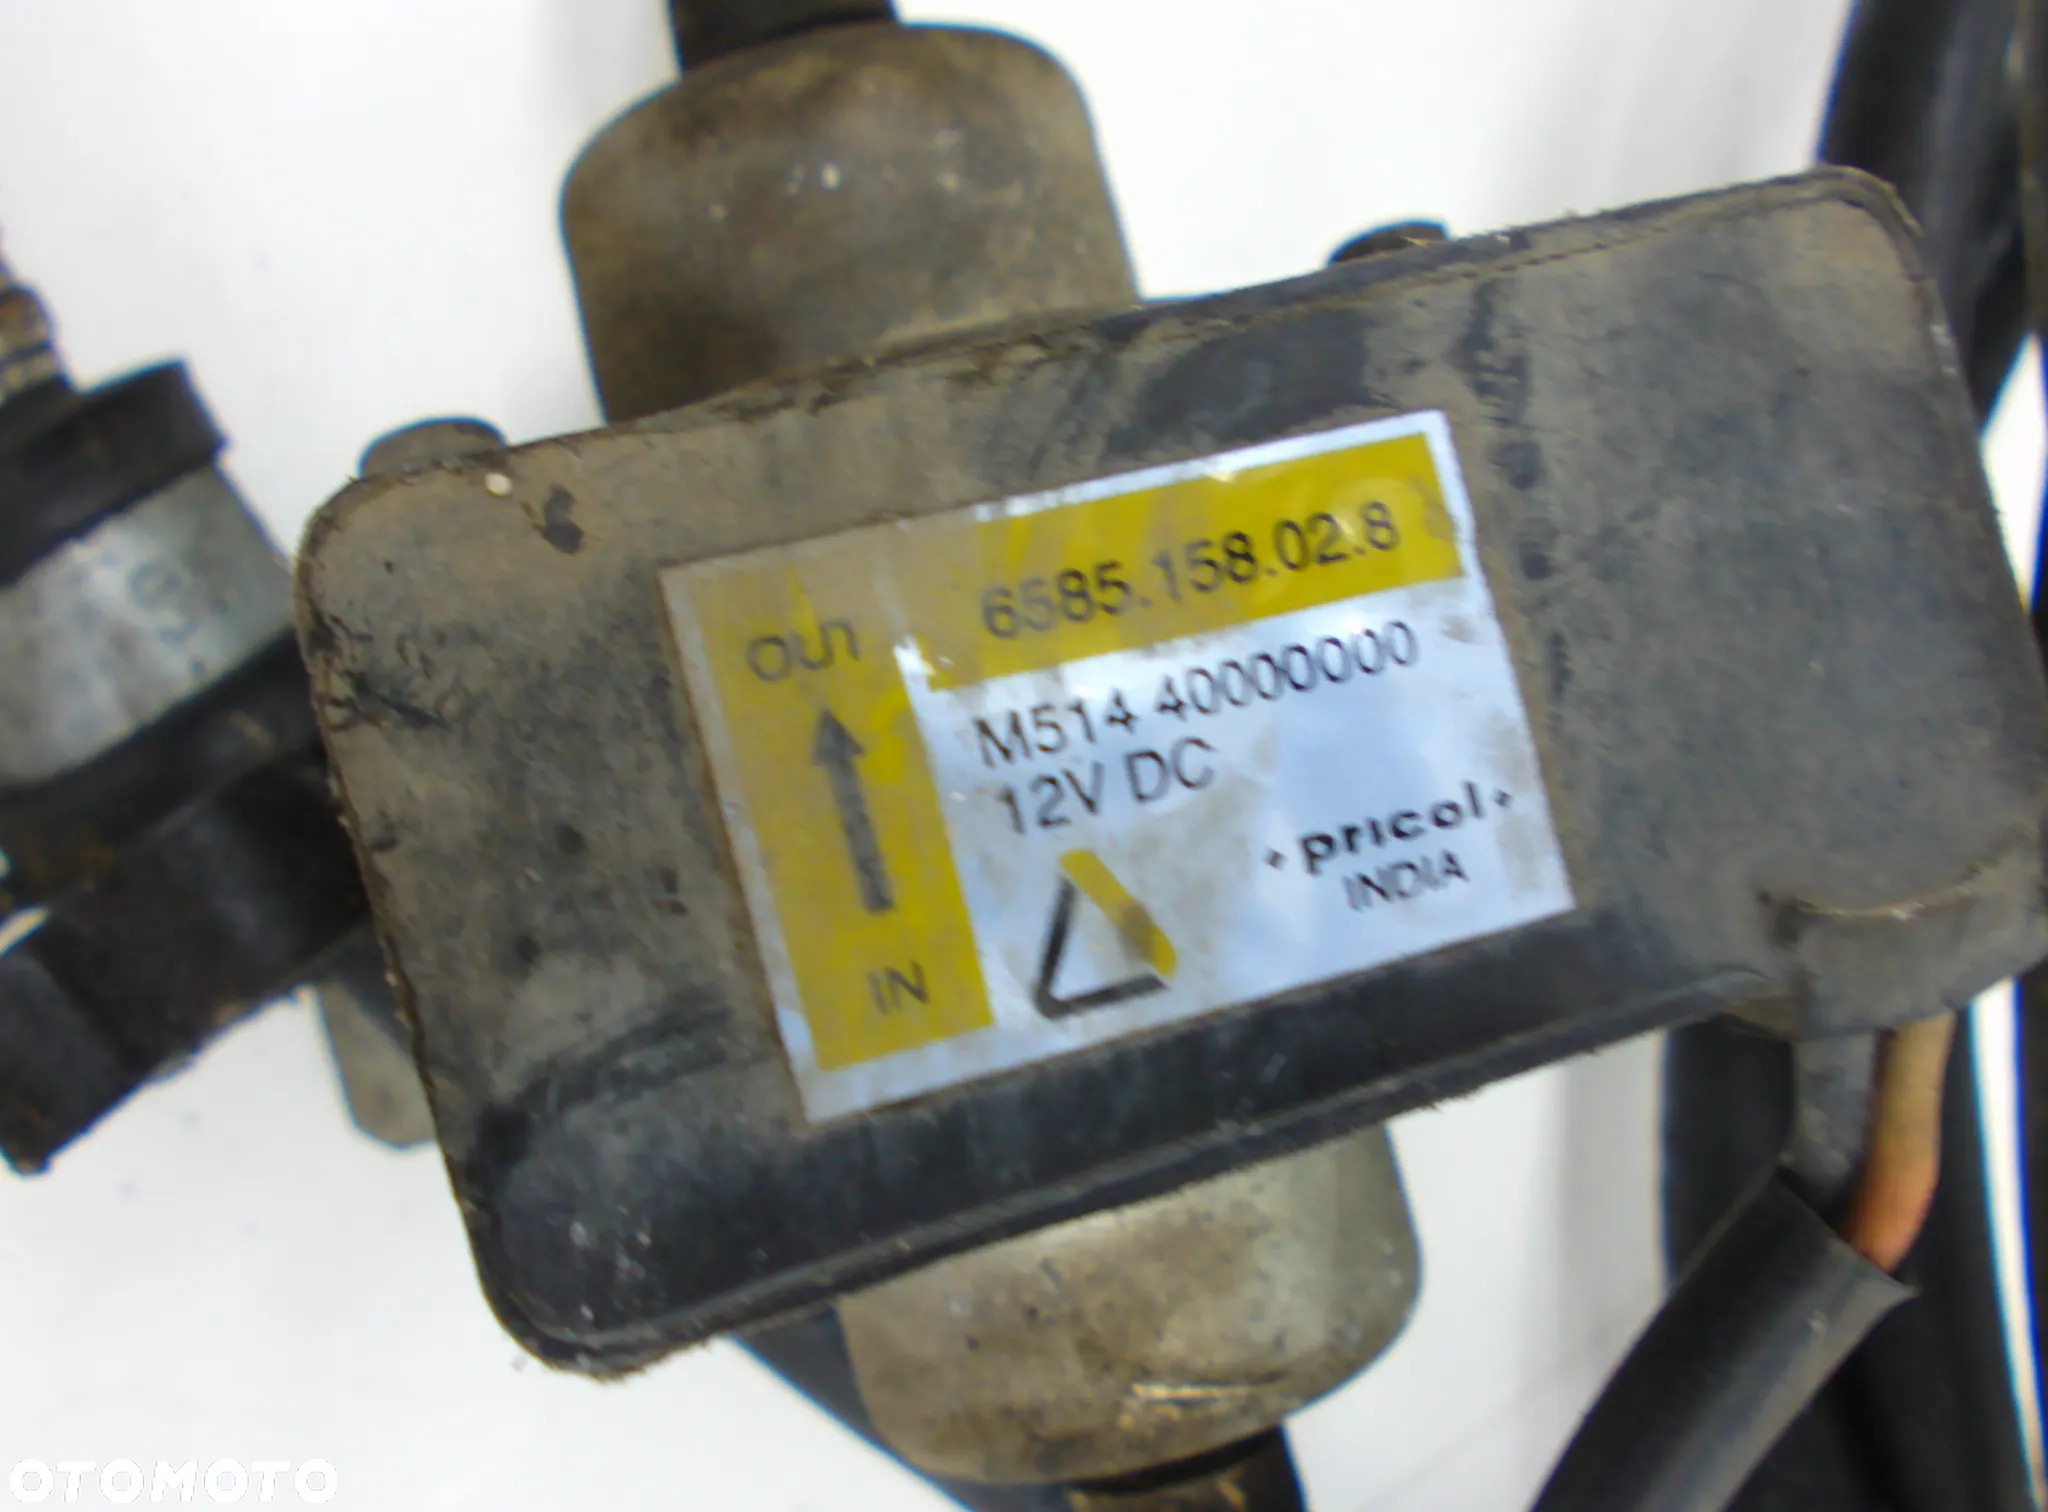 6585.158.02.8
OUT
IN
M514 40000000
12V DC
pricol
INDIA
OTOMOTO